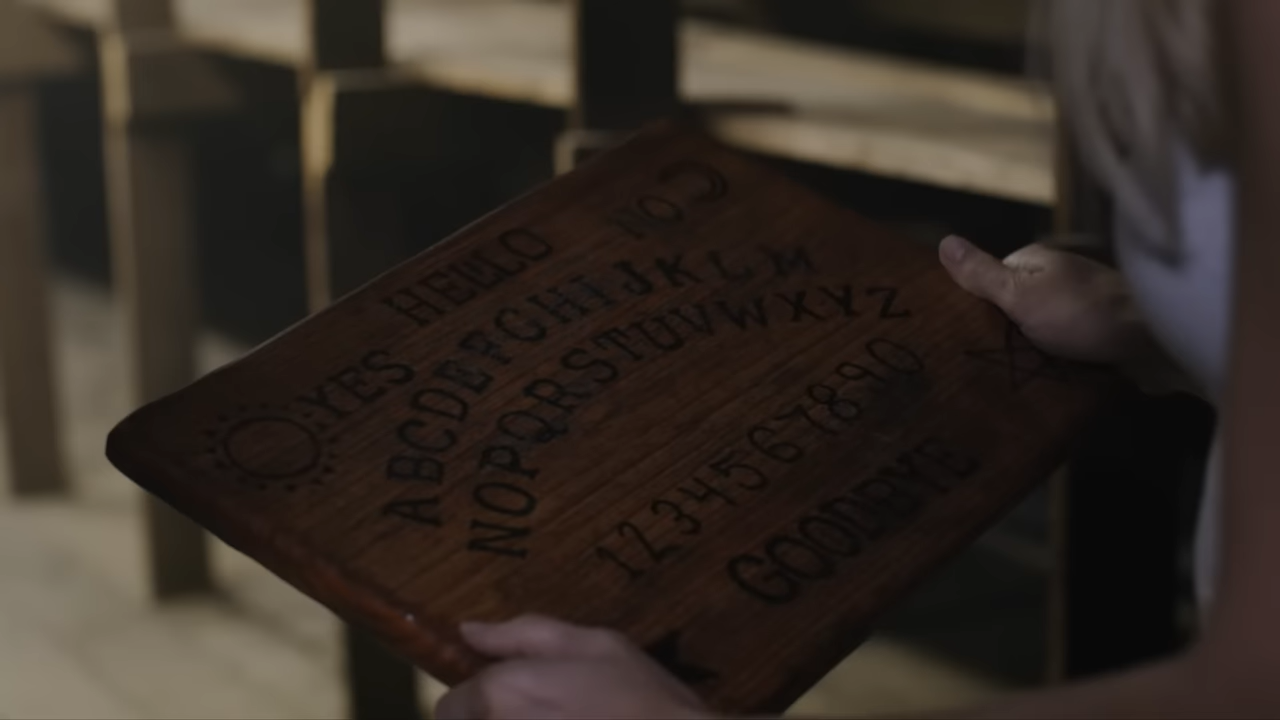 HELLO
YES NO
ABCDEFGHIJKLM
NOPQRSTUVWXYZ
1234567890
GOODBYE